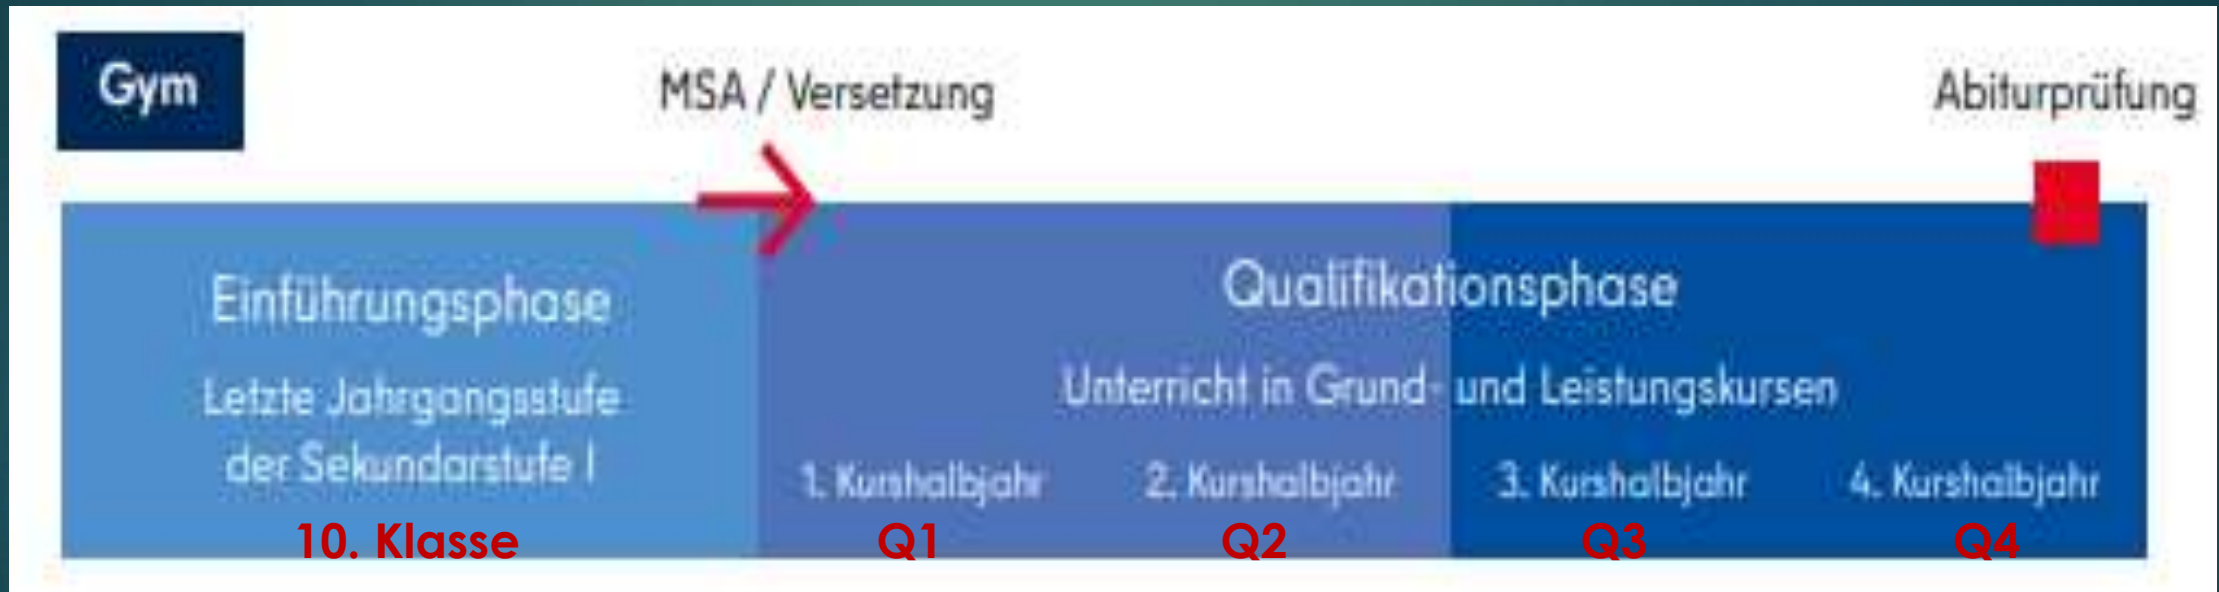 Gym
MSA / Versetzung
Abiturprüfung
Einführungsphase
Letzte Jahrgangsstufe
der Sekundarstufe I
10. Klasse
Qualifikationsphase
Unterricht in Grund- und Leistungskursen
1. Kurshalbjahr
2. Kurshalbjahr
3. Kurshalbjahr
4. Kurshalbjahr
Q1
Q2
Q3
Q4